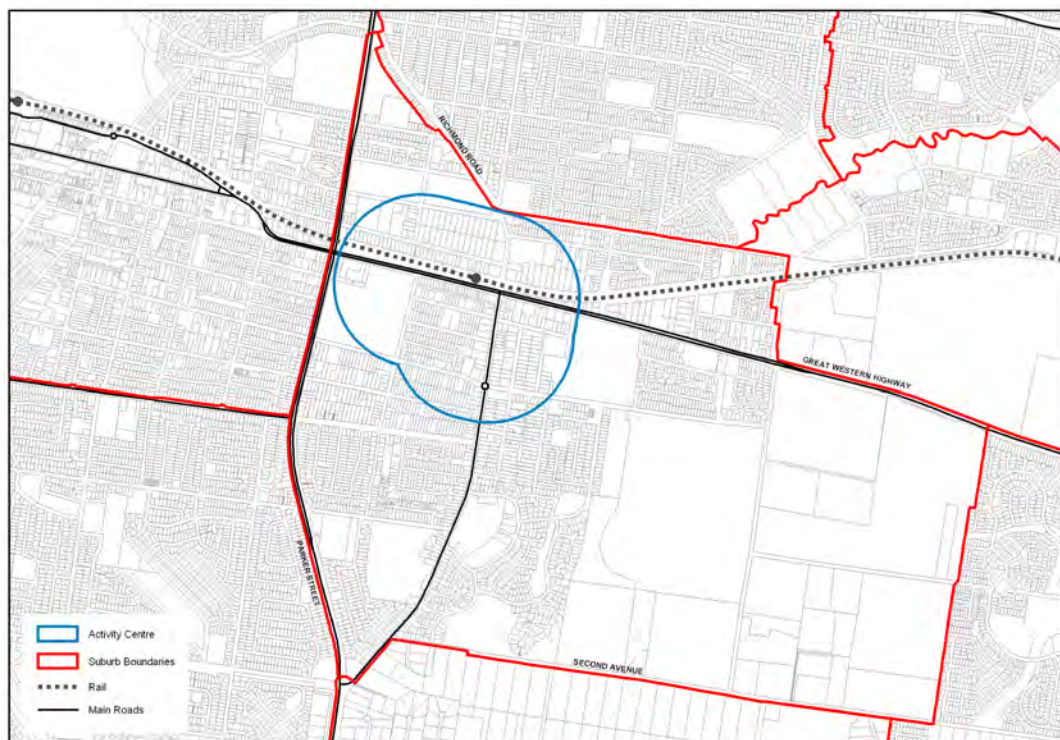 RICHMOND ROAD
GREAT WESTERN HIGHWAY
PARKER STREET
SECOND AVENUE
Activity Centre
Suburb Boundaries
Rail
Main Roads